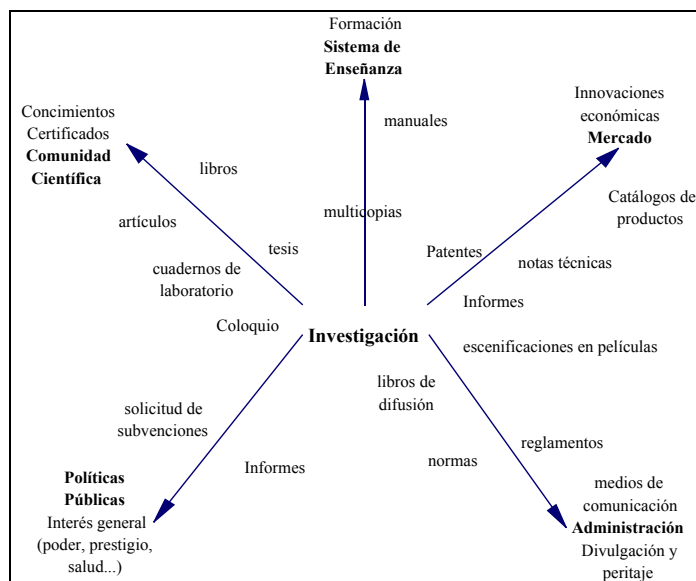 Formación
Sistema de
Enseñanza
manuales
multicopias
Concimientos
Certificados
Comunidad
Científica
libros
artículos
tesis
cuadernos de
laboratorio
Innovaciones
económicas
Mercado
Catálogos de
productos
Patentes
notas técnicas
Informes
Coloquio
Investigación
escenificaciones en películas
solicitud de
subvenciones
Informes
Políticas
Públicas
Interés general
(poder, prestigio,
salud...)
libros de
difusión
reglamentos
normas
medios de
comunicación
Administración
Divulgación y
peritaje